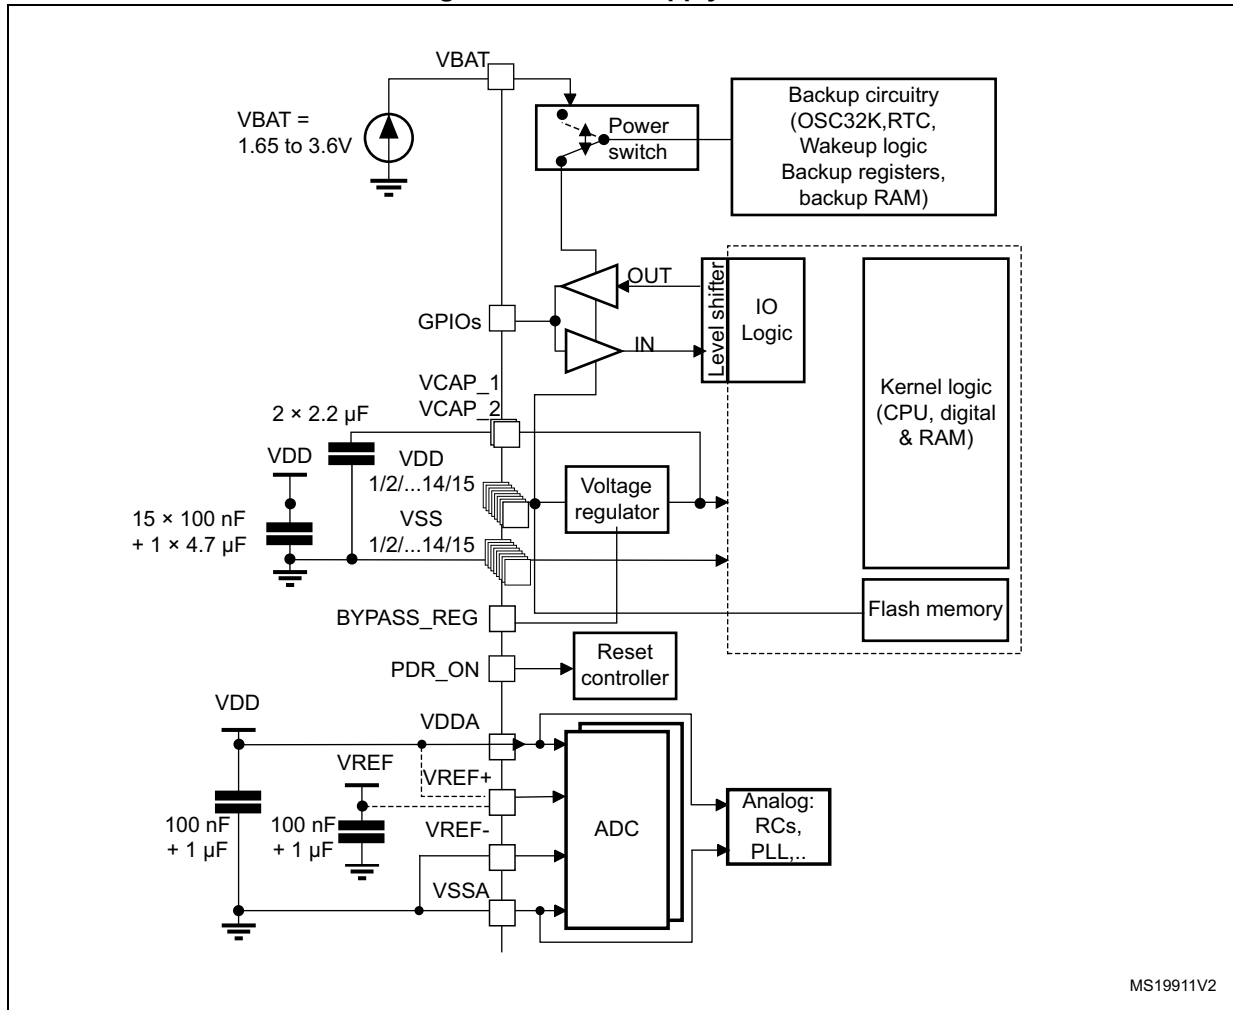 VBAT
VBAT =
1.65 to 3.6V
Power
switch
Backup circuitry
(OSC32K,RTC,
Wakeup logic
Backup registers,
backup RAM)
OUT
Level shifter
IO
Logic
GPIOs
IN
Kernel logic
(CPU, digital
& RAM)
VCAP_1
VCAP_2
2 × 2.2 μF
VDD
VDD
1/2/...14/15
Voltage
regulator
15 × 100 nF
+ 1 × 4.7 μF
VSS
1/2/...14/15
Flash memory
BYPASS_REG
PDR_ON
Reset
controller
VDD
VDDA
VREF
VREF+
100 nF
+ 1 μF
100 nF
+ 1 μF
VREF-
ADC
Analog:
RCs,
PLL,..
VSSA
MS19911V2